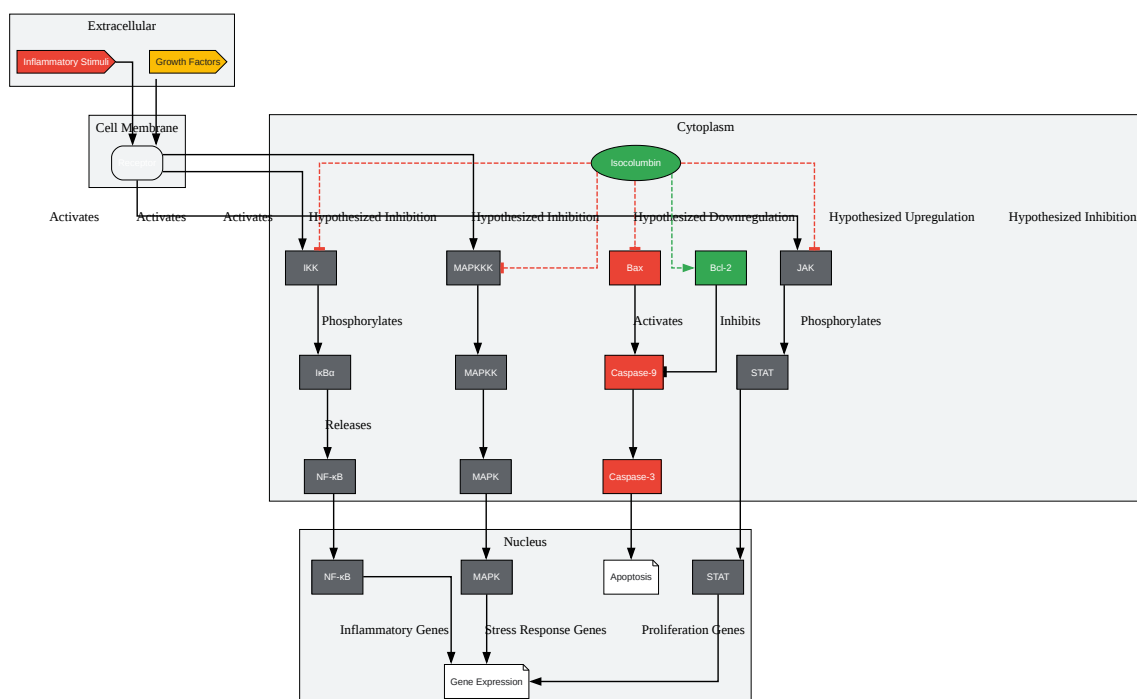 Extracellular
Inflammatory Stimuli
Growth Factors
Cell Membrane
Cytoplasm
Isocolumbin
Activates
Activates
Activates
Hypothesized Inhibition
Hypothesized Inhibition
Hypothesized Downregulation
Hypothesized Upregulation
Hypothesized Inhibition
IKK
MAPKKK
Bax
Bcl-2
JAK
Phosphorylates
Activates
Inhibits
Phosphorylates
IκBα
MAPKK
Caspase-9
STAT
Releases
NF-κB
MAPK
Caspase-3
Nucleus
NF-κB
MAPK
Apoptosis
STAT
Inflammatory Genes
Stress Response Genes
Proliferation Genes
Gene Expression